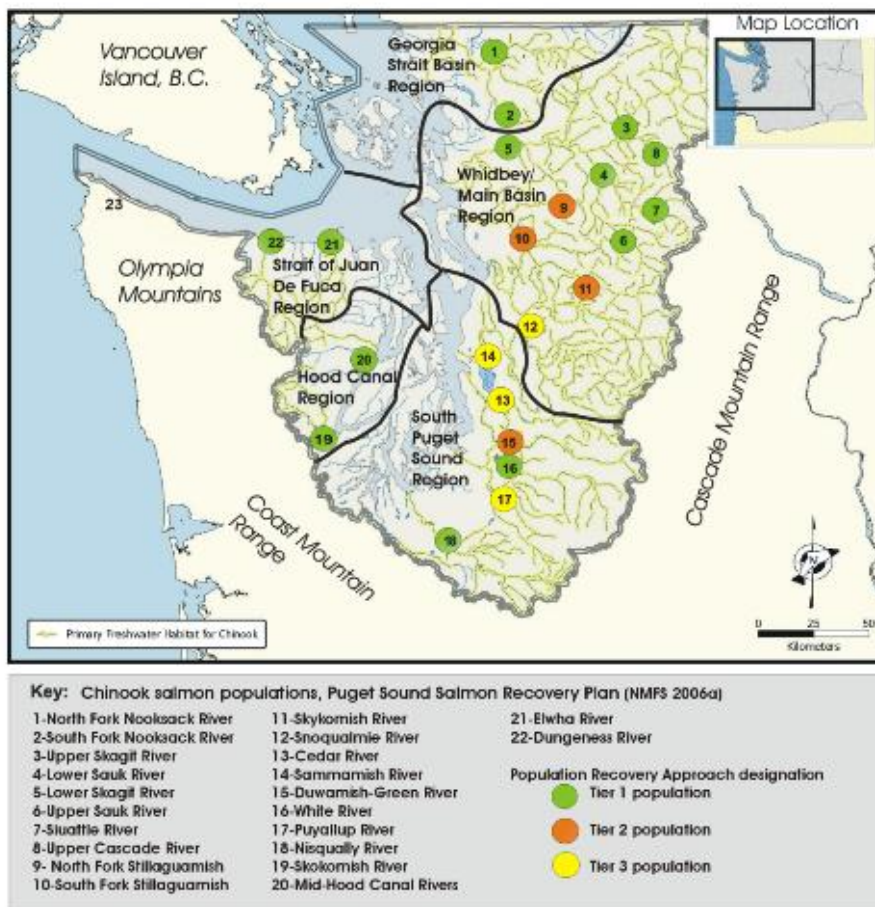 Map Location
Vancouver
Island, B.C.
Georgia
Strait Basin
Region
1
2
3
5
8
4
Whidbey/
Main Basin
Region
9
7
23
10
6
22
21
Olympia
Mountains
Strait of Juan
De Fuca
Region
11
12
14
20
Hood Canal
Region
13
South
Puget
Sound
Region
15
19
16
17
18
Coast Mountain
Range
Cascade Mountain Range
N
Primary Freshwater Habitat for Chinook
0 25 50
Kilometers
Key: Chinook salmon populations, Puget Sound Salmon Recovery Plan (NMFS 2006a)
1-North Fork Nooksack River
2-South Fork Nooksack River
3-Upper Skagit River
4-Lower Sauk River
5-Lower Skagit River
6-Upper Sauk River
7-Siuattle River
8-Upper Cascade River
9- North Fork Stillaguamish
10-South Fork Stillaguamish
11-Skykomish River
12-Snoqualmie River
13-Cedar River
14-Sammamish River
15-Duwamish-Green River
16-White River
17-Puyallup River
18-Nisqually River
19-Skokomish River
20-Mid-Hood Canal Rivers
21-Elwha River
22-Dungeness River
Population Recovery Approach designation
Tier 1 population
Tier 2 population
Tier 3 population